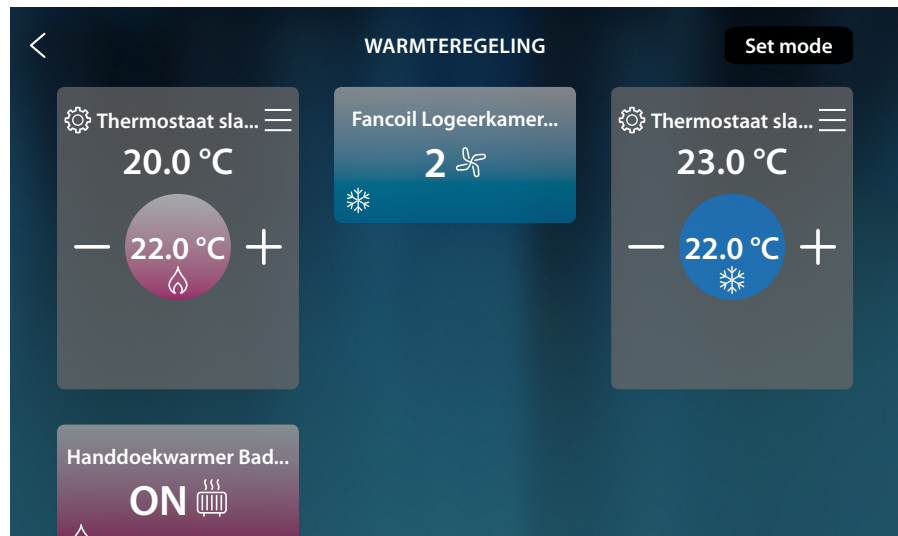 WARMTEREGELING
Set mode
Thermostaat sla...
20.0 °C
22.0 °C
Fancoil Logeerkamer...
2
Thermostaat sla...
23.0 °C
22.0 °C
Handdoekwarmer Bad...
ON